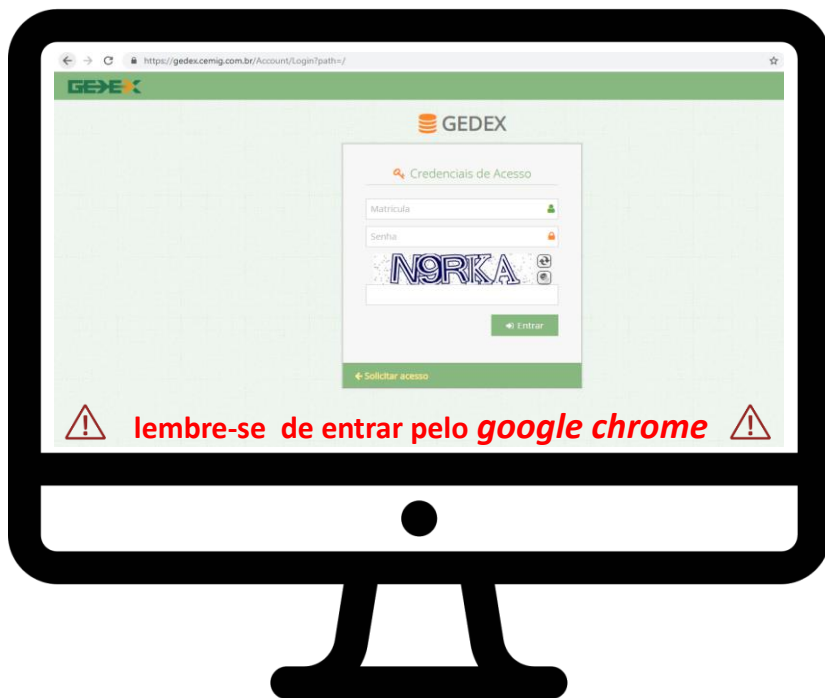 https://gedex.cemig.com.br/Account/Login?path=/
GEDEX
GEDEX
Credenciais de Acesso
Matrícula
Senha
N9RKA
Entrar
Solicitar acesso
lembre-se de entrar pelo google chrome